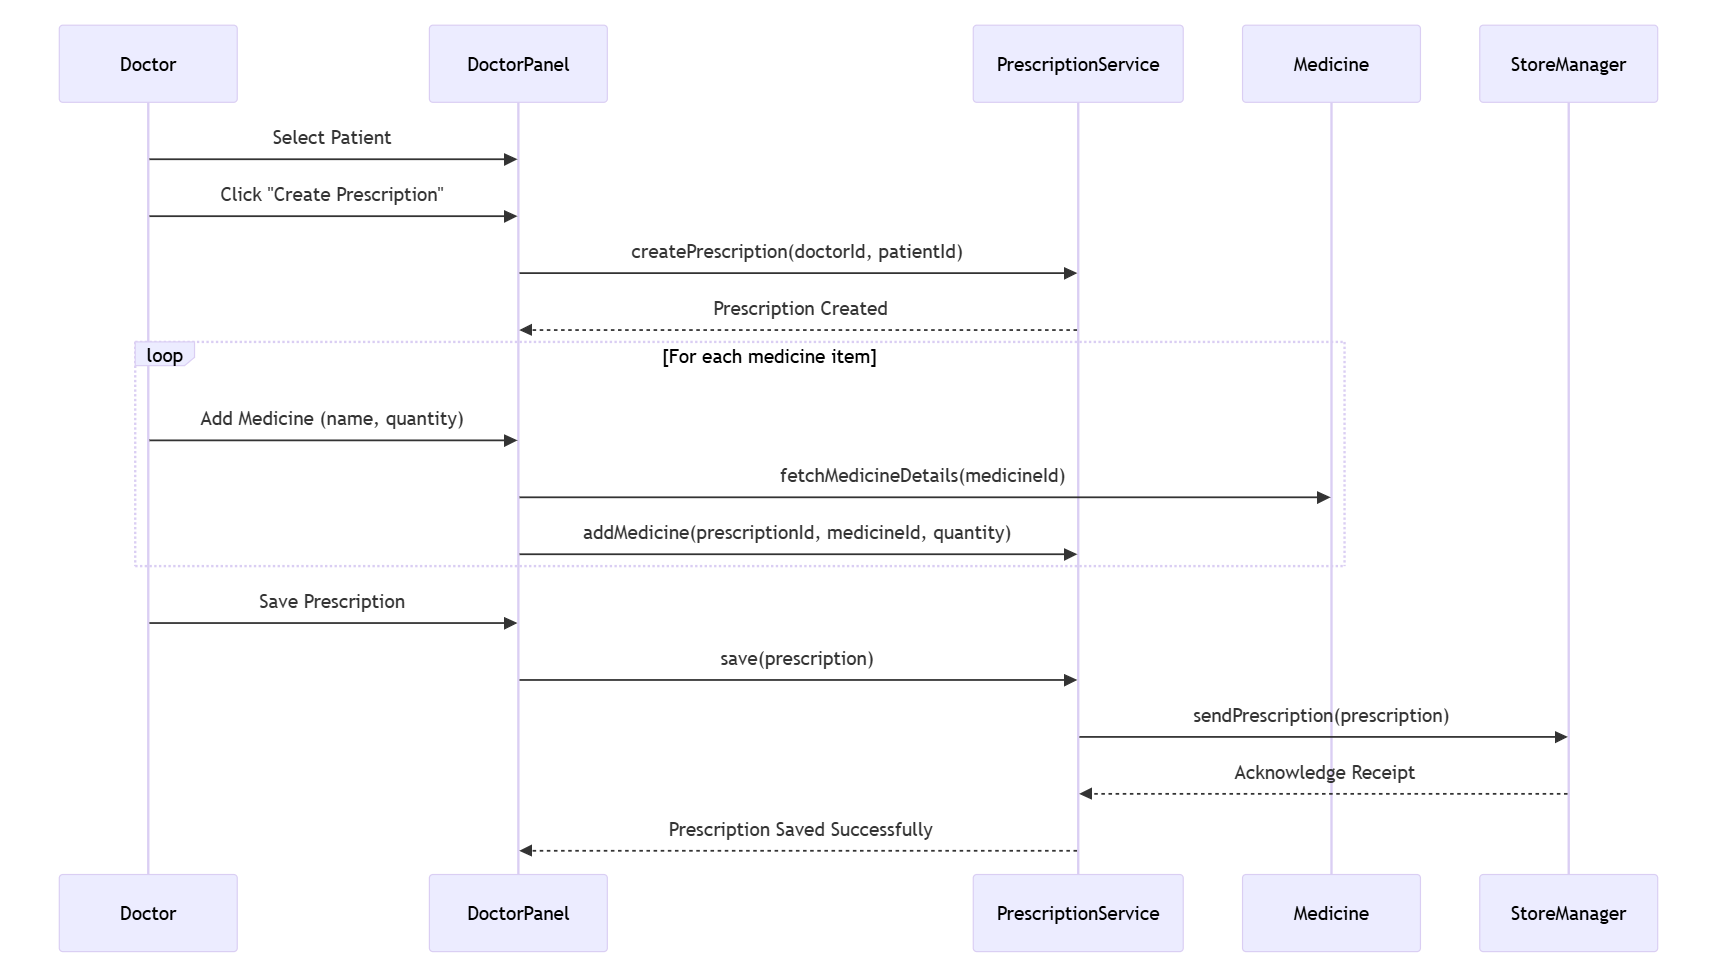 Doctor
DoctorPanel
PrescriptionService
Medicine
StoreManager
Select Patient
Click "Create Prescription"
createPrescription(doctorId, patientId)
Prescription Created
loop
[For each medicine item]
Add Medicine (name, quantity)
fetchMedicineDetails(medicineId)
addMedicine(prescriptionId, medicineId, quantity)
Save Prescription
save(prescription)
sendPrescription(prescription)
Acknowledge Receipt
Prescription Saved Successfully
Doctor
DoctorPanel
PrescriptionService
Medicine
StoreManager